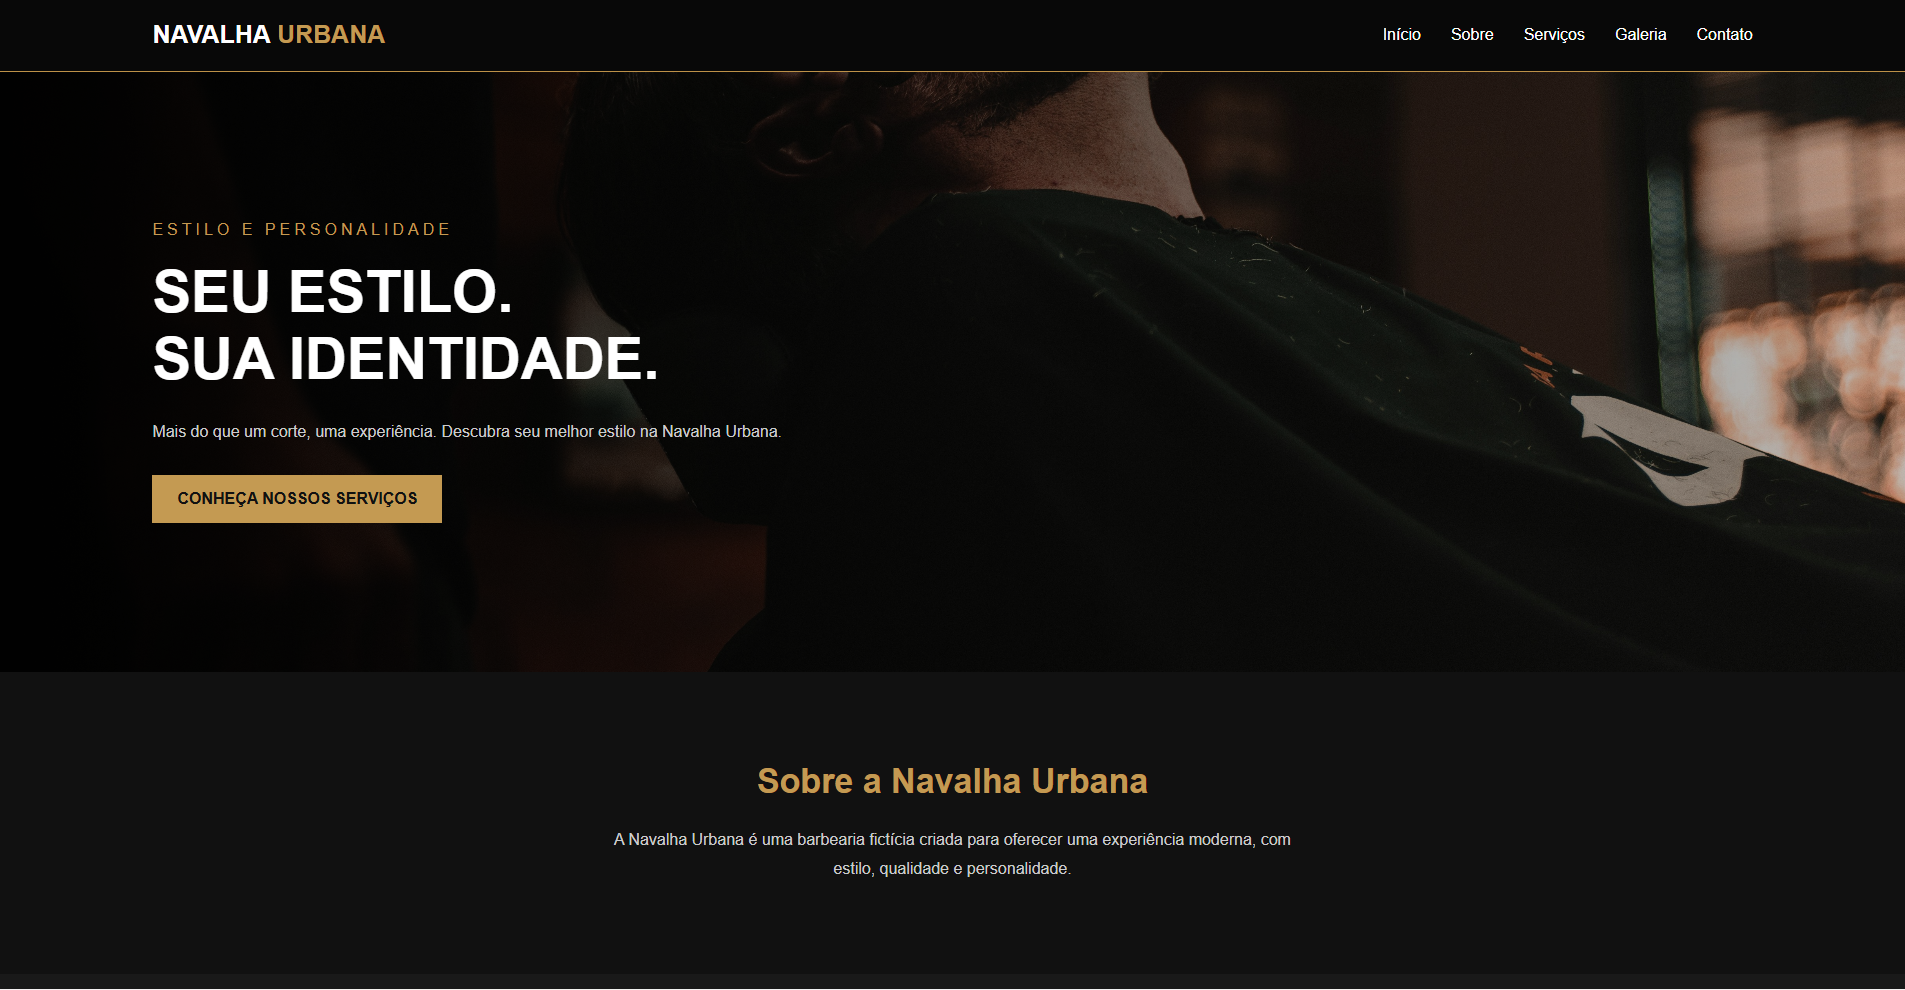 NAVALHA URBANA
Início Sobre Serviços Galeria Contato
ESTILO E PERSONALIDADE
SEU ESTILO.
SUA IDENTIDADE.
Mais do que um corte, uma experiência. Descubra seu melhor estilo na Navalha Urbana.
CONHEÇA NOSSOS SERVIÇOS
Sobre a Navalha Urbana
A Navalha Urbana é uma barbearia fictícia criada para oferecer uma experiência moderna, com
estilo, qualidade e personalidade.